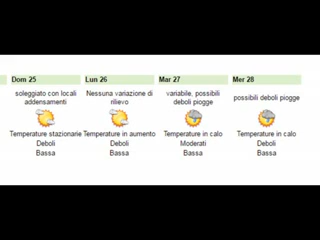 Dom 25 Lun 26 Mar 27 Mer 28
soleggiato con locali addensamenti Nessuna variazione di rilievo variabile, possibili deboli piogge possibili deboli piogge
Temperature stazionarie Temperature in aumento Temperature in calo Temperature in calo
Deboli Deboli Moderati Deboli
Bassa Bassa Bassa Bassa